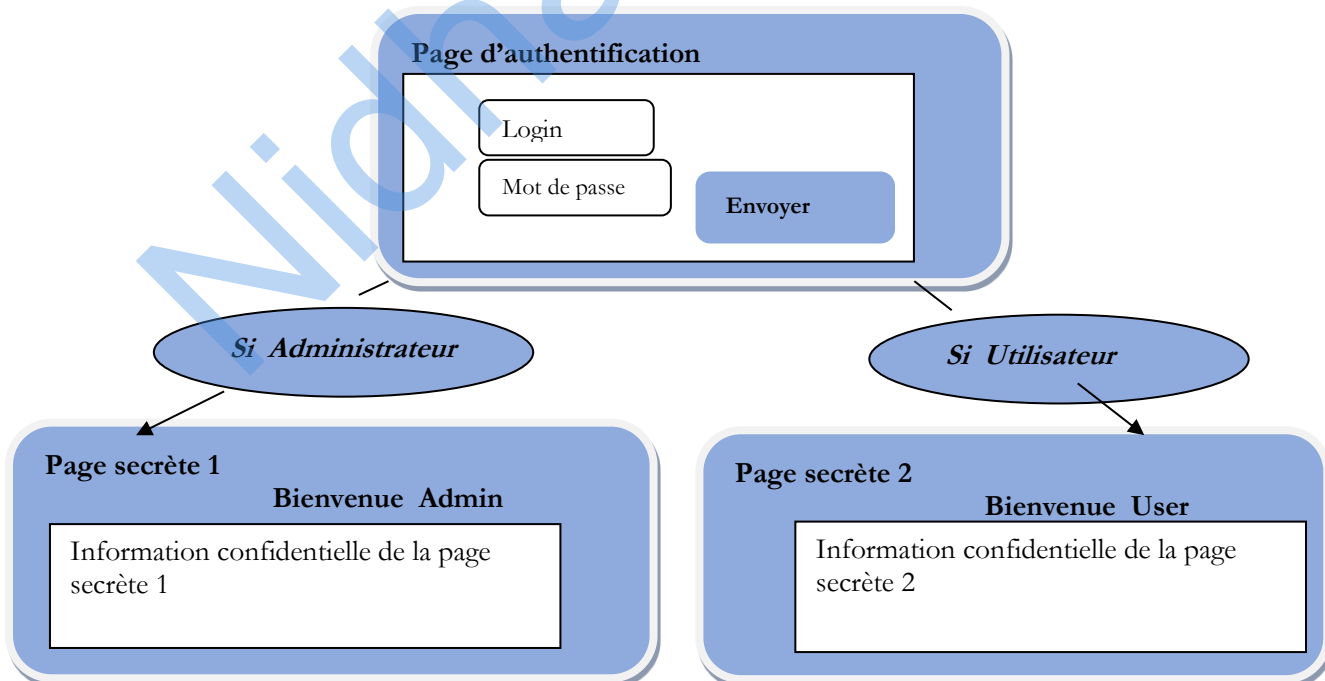 Page d’authentification
Login
Mot de passe
Envoyer
Si Administrateur
Si Utilisateur
Page secrète 1
Bienvenue Admin
Information confidentielle de la page
secrète 1
Page secrète 2
Bienvenue User
Information confidentielle de la page
secrète 2